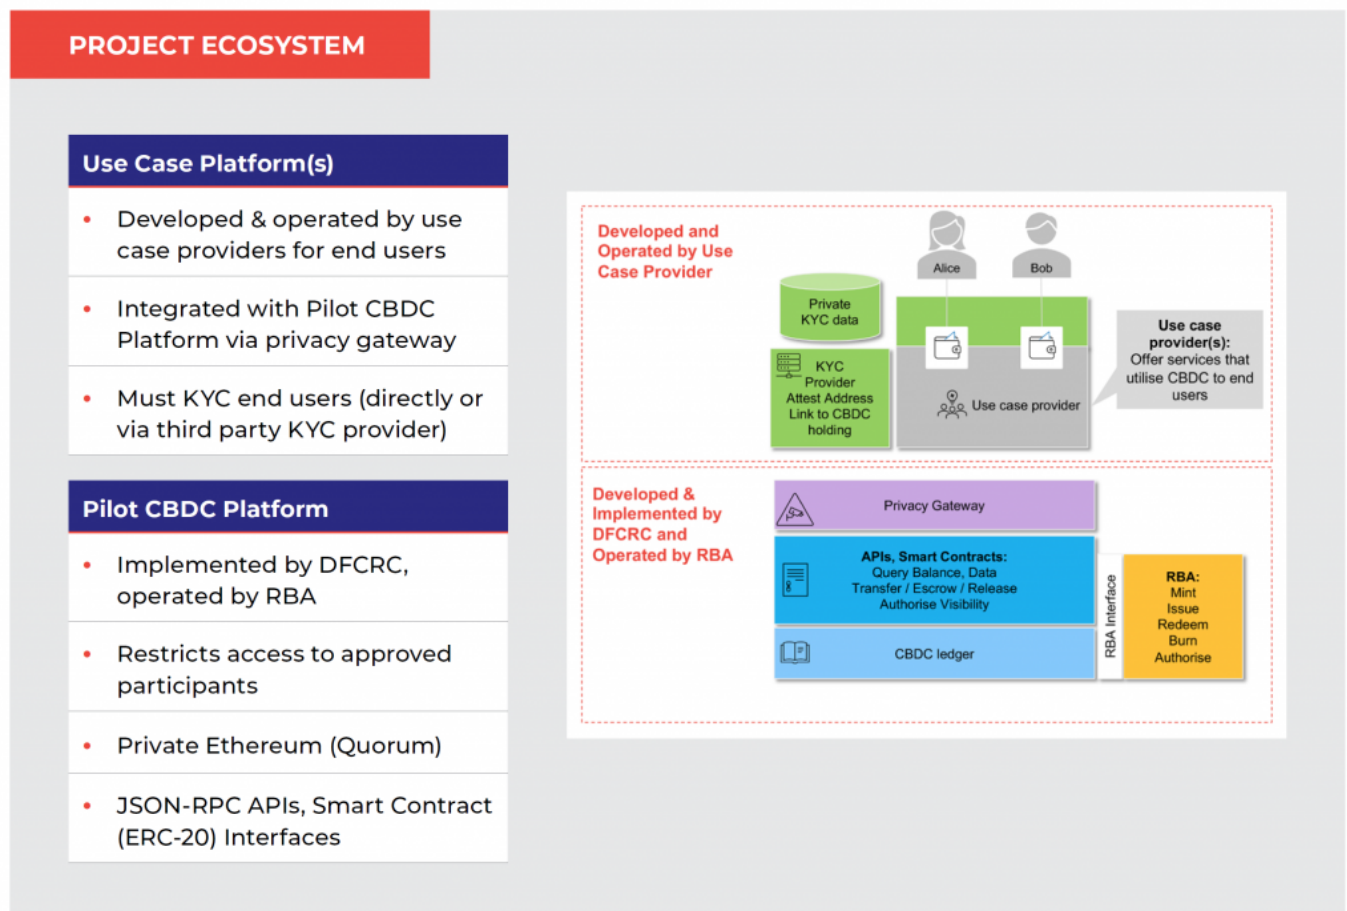 PROJECT ECOSYSTEM
Use Case Platform(s)
• Developed & operated by use
case providers for end users
• Integrated with Pilot CBDC
Platform via privacy gateway
• Must KYC end users (directly or
via third party KYC provider)
Pilot CBDC Platform
• Implemented by DFCRC,
operated by RBA
• Restricts access to approved
participants
• Private Ethereum (Quorum)
• JSON-RPC APIs, Smart Contract
(ERC-20) Interfaces
Developed and
Operated by Use
Case Provider
Alice
Bob
Private
KYC data
KYC
Provider
Attest Address
Link to CBDC
holding
Use case provider
Use case
provider(s):
Offer services that
utilise CBDC to end
users
Developed &
Implemented by
DFCRC and
Operated by RBA
Privacy Gateway
APIs, Smart Contracts:
Query Balance, Data
Transfer / Escrow / Release
Authorise Visibility
CBDC ledger
RBA Interface
RBA:
Mint
Issue
Redeem
Burn
Authorise